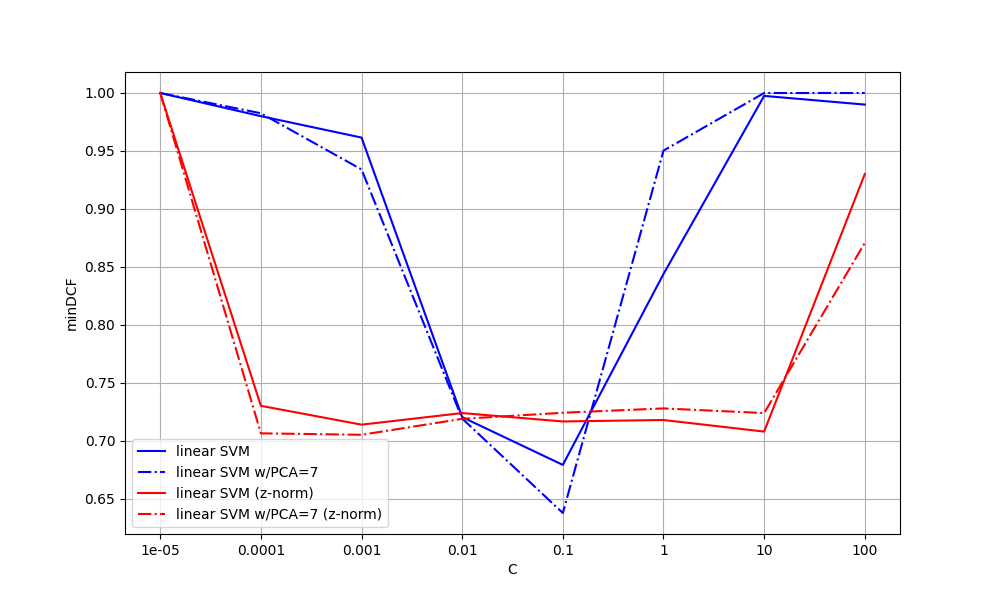 1.00
0.95
0.90
0.85
0.80
0.75
0.70
0.65
minDCF
linear SVM
linear SVM w/PCA=7
linear SVM (z-norm)
linear SVM w/PCA=7 (z-norm)
1e-05 0.0001 0.001 0.01 0.1 1 10 100
C